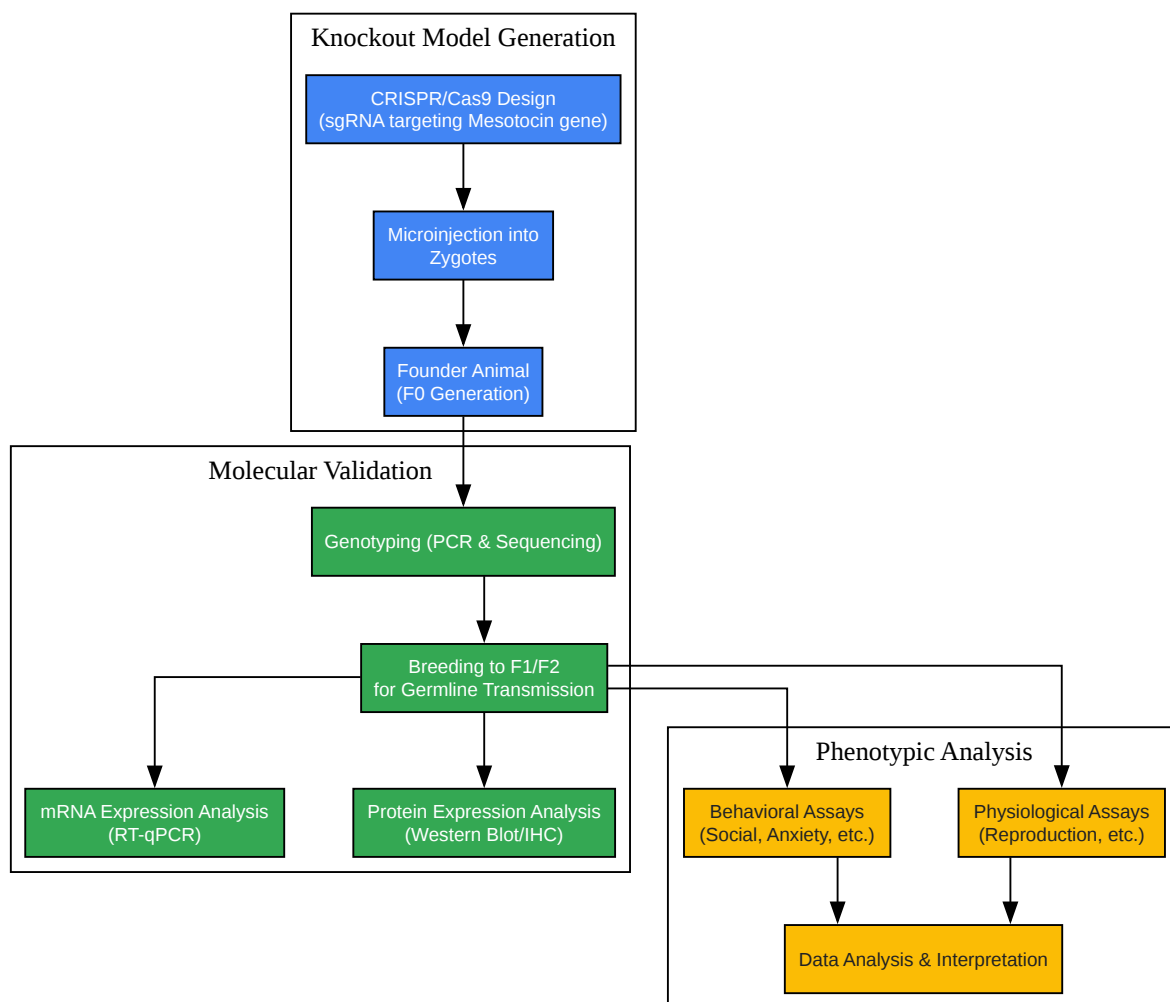 Knockout Model Generation
CRISPR/Cas9 Design
(sgRNA targeting Mesotocin gene)
Microinjection into
Zygotes
Founder Animal
(F0 Generation)
Molecular Validation
Genotyping (PCR & Sequencing)
Breeding to F1/F2
for Germline Transmission
mRNA Expression Analysis
(RT-qPCR)
Protein Expression Analysis
(Western Blot/IHC)
Phenotypic Analysis
Behavioral Assays
(Social, Anxiety, etc.)
Physiological Assays
(Reproduction, etc.)
Data Analysis & Interpretation